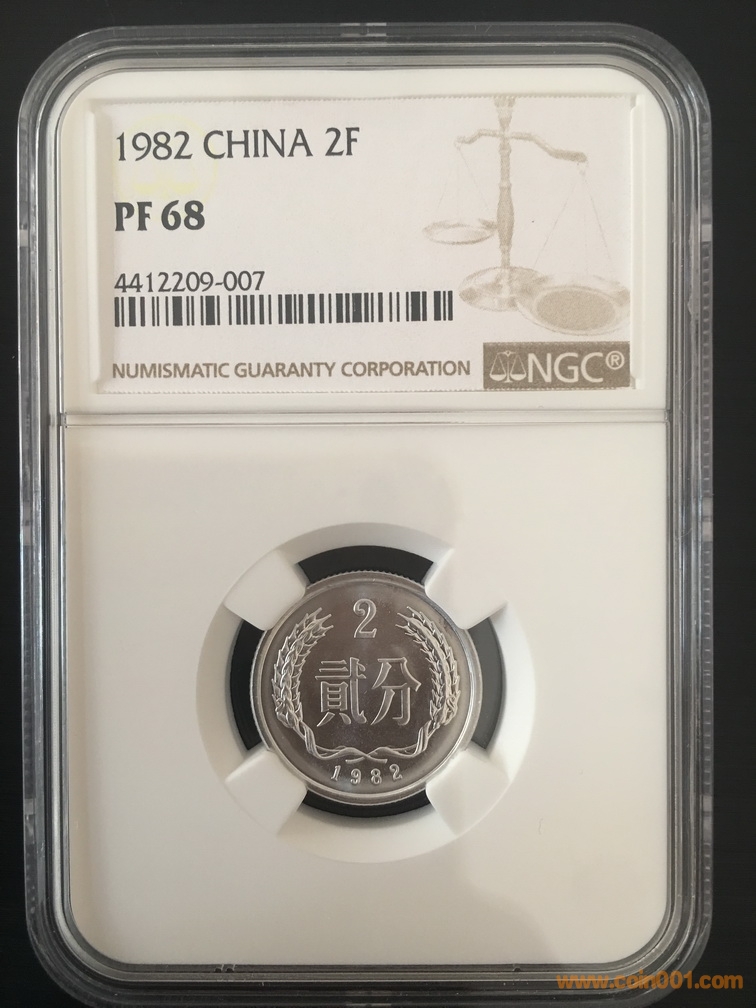 1982 CHINA 2F
PF 68
4412209-007
NUMISMATIC GUARANTY CORPORATION
NGC®
2
貳分
1982
www.coin001.com